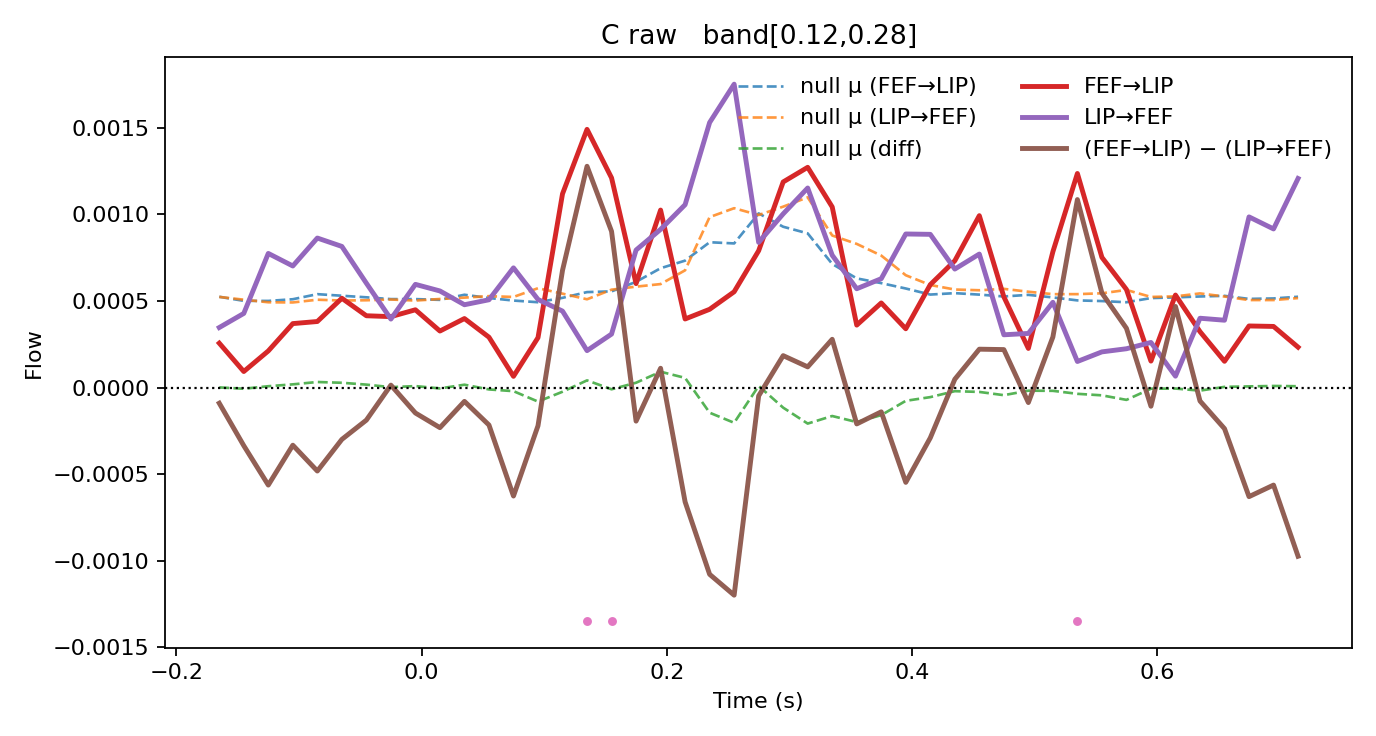 C raw   band[0.12,0.28]
null μ (FEF→LIP)
null μ (LIP→FEF)
null μ (diff)
FEF→LIP
LIP→FEF
(FEF→LIP) − (LIP→FEF)
Flow
0.0015
0.0010
0.0005
0.0000
−0.0005
−0.0010
−0.0015
−0.2
0.0
0.2
0.4
0.6
Time (s)